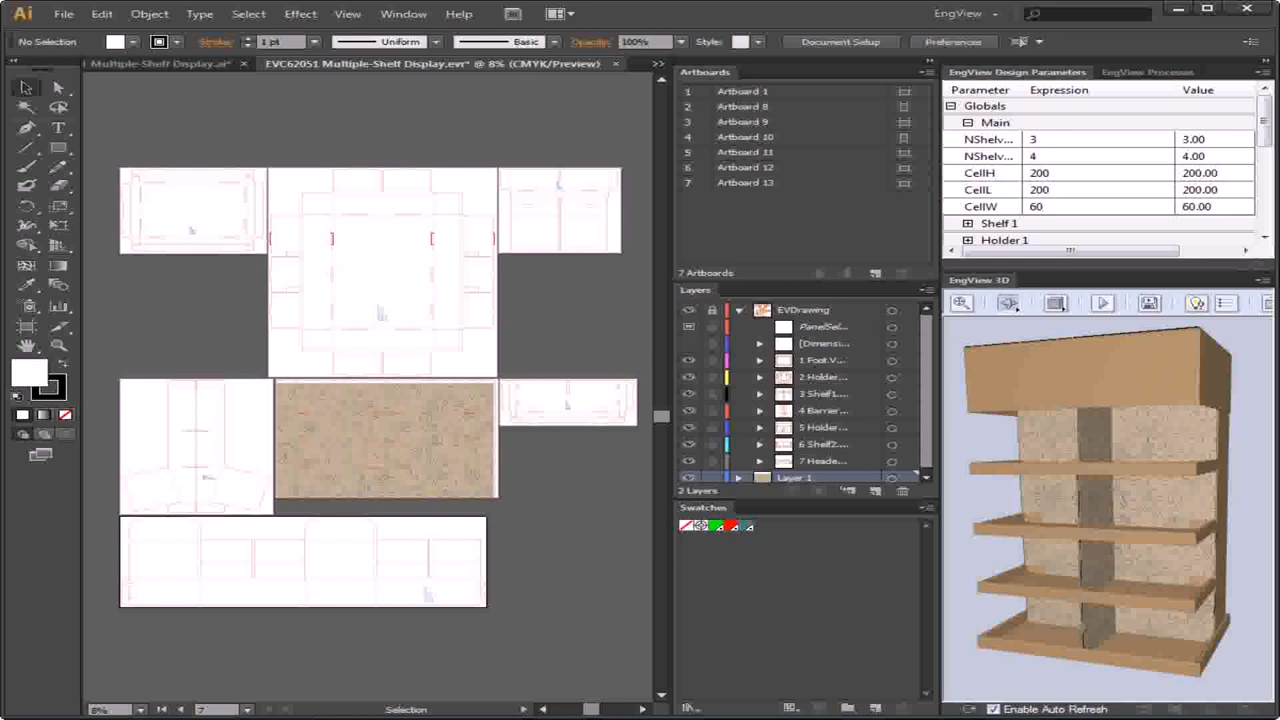 Ai File Edit Object Type Select Effect View Window Help EngView
No Selection Stroke: 1 pt Uniform Basic Opacity: 100% Style: Document Setup Preferences
Multiple-Shelf Display.ai* × EVC62051 Multiple-Shelf Display.evr* @ 8% (CMYK/Preview) ×
Artboards
1 Artboard 1
2 Artboard 8
3 Artboard 9
4 Artboard 10
5 Artboard 11
6 Artboard 12
7 Artboard 13
7 Artboards
Layers
EVDrawing
PanelSel...
[Dimensi...
1 Foot.V...
2 Holder...
3 Shelf1....
4 Barrier...
5 Holder...
6 Shelf2....
7 Heade...
Layer 1
2 Layers
Swatches
EngView Design Parameters EngView Processes
Parameter Expression Value
Globals
Main
NShelv... 3 3.00
NShelv... 4 4.00
CellH 200 200.00
CellL 200 200.00
CellW 60 60.00
Shelf 1
Holder 1
EngView 3D
Enable Auto Refresh
8% 7 Selection